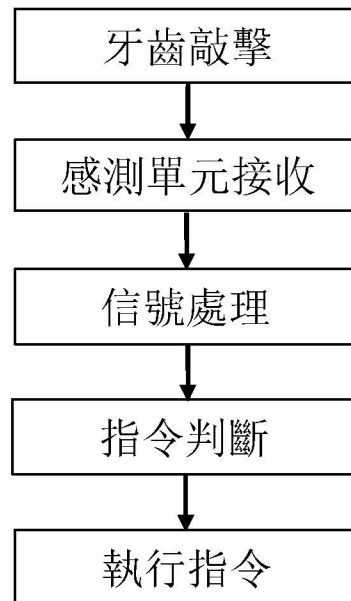 牙齒敲擊
感測單元接收
信號處理
指令判斷
執行指令